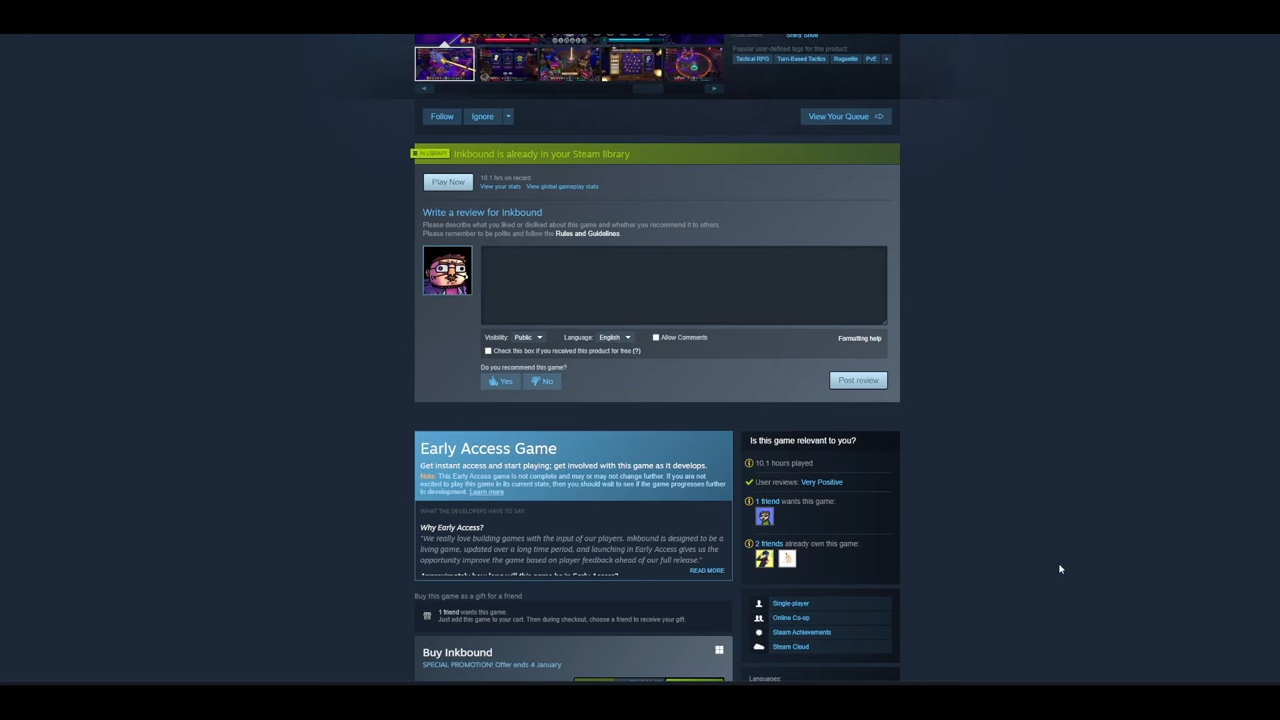 Shiny Shoe
Popular user-defined tags for this product:
Tactical RPG Turn-Based Tactics Roguelite PvE +
Follow Ignore View Your Queue
IN LIBRARY Inkbound is already in your Steam library
Play Now
10.1 hrs on record
View your stats View global gameplay stats
Write a review for Inkbound
Please describe what you liked or disliked about this game and whether you recommend it to others.
Please remember to be polite and follow the Rules and Guidelines.
Visibility: Public Language: English Allow Comments Formatting help
Check this box if you received this product for free (?)
Do you recommend this game?
Yes No Post review
Early Access Game
Get instant access and start playing; get involved with this game as it develops.
Note: This Early Access game is not complete and may or may not change further. If you are
not excited to play this game in its current state, then you should wait to see if the game progresses further
in development. Learn more
WHAT THE DEVELOPERS HAVE TO SAY:
Why Early Access?
"We really love building games with the input of our players. Inkbound is designed to be a
living game, updated over a long time period, and launching in Early Access gives us the
opportunity improve the game based on player feedback ahead of our full release."
Approximately how long will this game be in Early Access?
READ MORE
Is this game relevant to you?
10.1 hours played
User reviews: Very Positive
1 friend wants this game:
2 friends already own this game:
Buy this game as a gift for a friend
1 friend wants this game.
Just add this game to your cart. Then during checkout, choose a friend to receive your gift.
Single-player
Online Co-op
Steam Achievements
Steam Cloud
Buy Inkbound
SPECIAL PROMOTION! Offer ends 4 January
Languages: